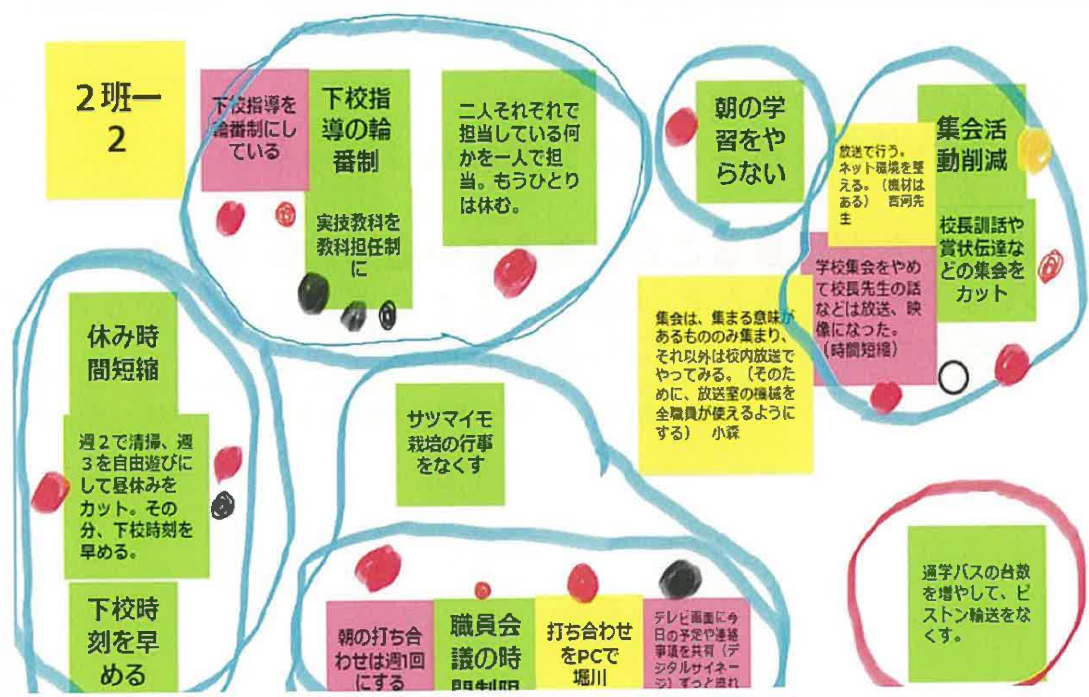 2班一
2
下校指導を
輪番制にし
ている
下校指
導の輪
番制
実技教科を
教科担任制
に
二人それぞれで
担当している何
かを一人で担
当。もうひとり
は休む。
朝の学
習をや
らない
放送で行う。
ネット環境を整
える。（機材は
ある）　吉河先
生
集会活
動削減
校長訓話や
賞状伝達な
どの集会を
カット
学校集会をやめ
て校長先生の話
などは放送、映
像になった。
（時間短縮）
集会は、集まる意味が
あるもののみ集まり、
それ以外は校内放送で
やってみる。（そのた
めに、放送室の機械を
全職員が使えるように
する）　小森
休み時
間短縮
週２で清掃、週
３を自由遊びに
して昼休みを
カット。その
分、下校時刻を
早める。
下校時
刻を早
める
サツマイモ
栽培の行事
をなくす
朝の打ち合
わせは週1回
にする
職員会
議の時
間制限
打ち合わせ
をPCで
堀川
テレビ画面に今
日の予定や連絡
事項を共有（デ
ジタルサイネー
ジ）ずっと流れ
通学バスの台数
を増やして、ピ
ストン輸送をな
くす。